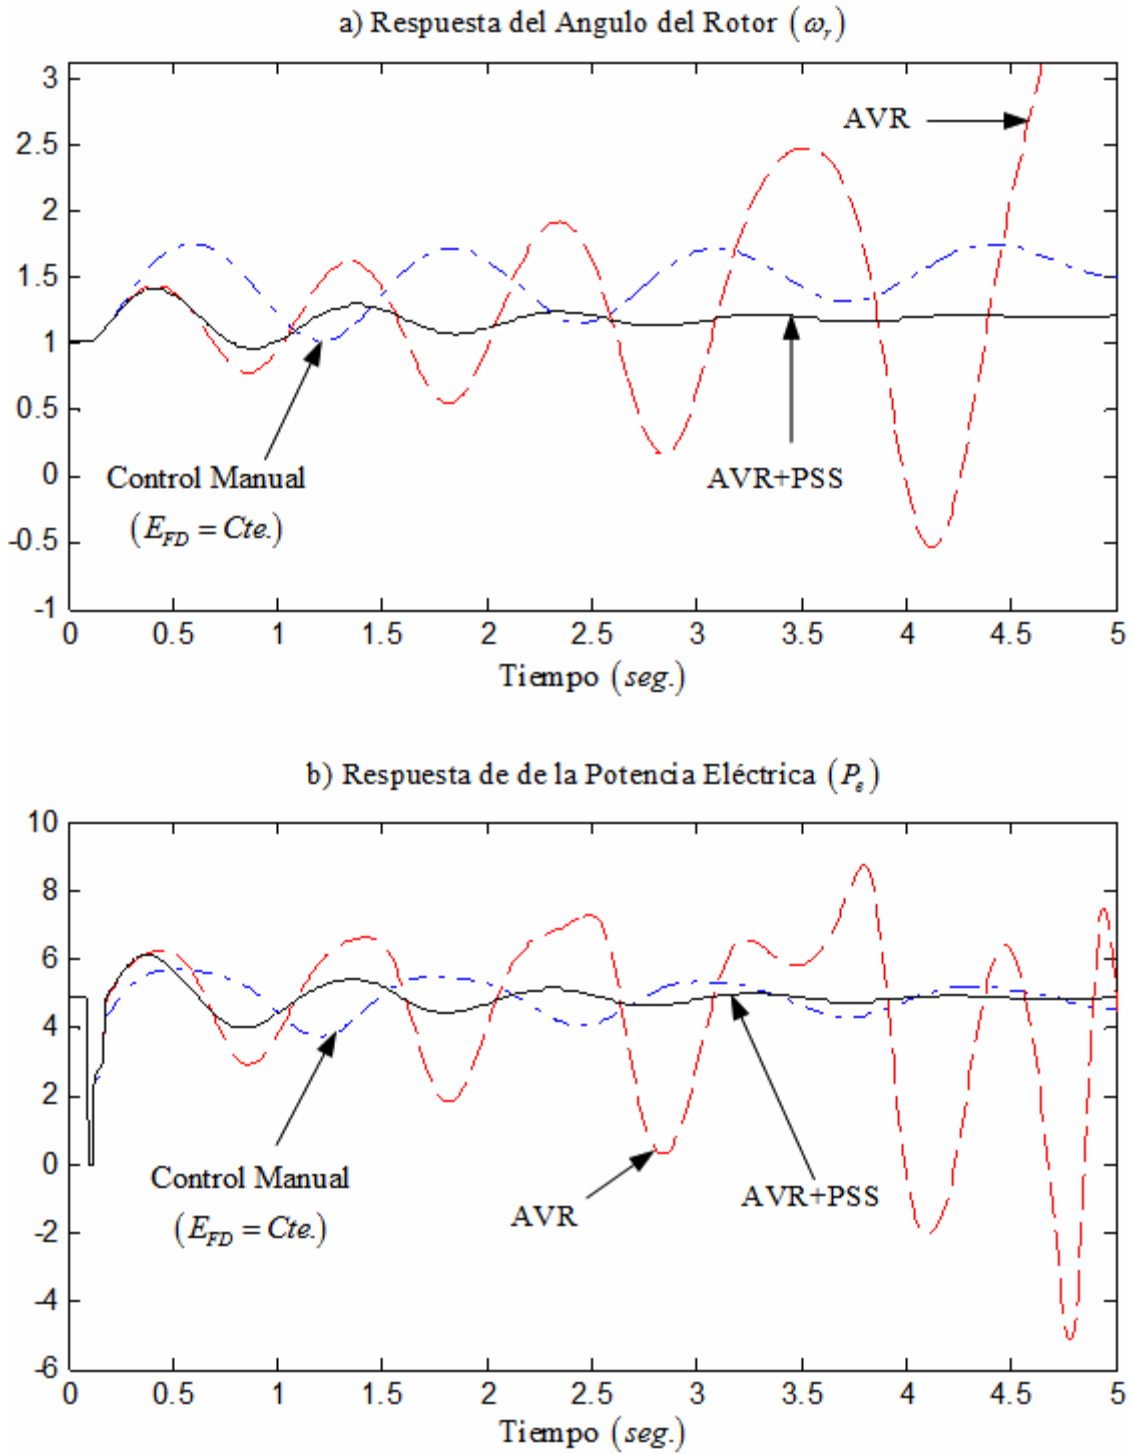 a) Respuesta del Angulo del Rotor (ω_r)
3
2.5
2
1.5
1
0.5
0
-0.5
-1
AVR
Control Manual
(E_FD = Cte.)
AVR+PSS
0 0.5 1 1.5 2 2.5 3 3.5 4 4.5 5
Tiempo (seg.)
b) Respuesta de de la Potencia Eléctrica (P_e)
10
8
6
4
2
0
-2
-4
-6
Control Manual
(E_FD = Cte.)
AVR
AVR+PSS
0 0.5 1 1.5 2 2.5 3 3.5 4 4.5 5
Tiempo (seg.)